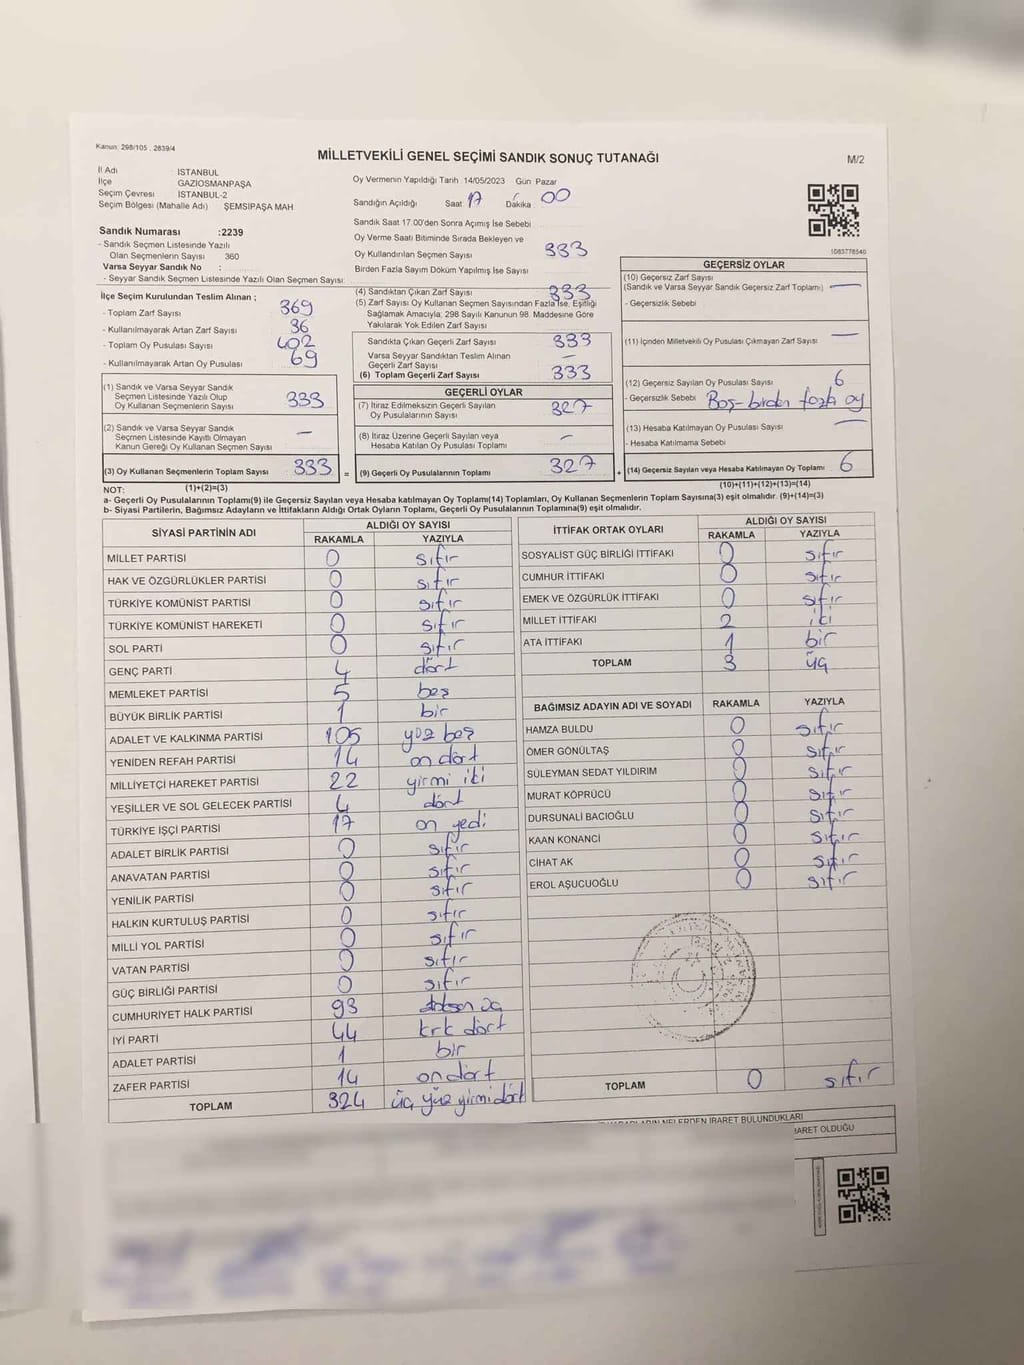 Kanun: 298/105 , 2839/4
MİLLETVEKİLİ GENEL SEÇİMİ SANDIK SONUÇ TUTANAĞI
M/2
İl Adı : İSTANBUL
İlçe GAZİOSMANPAŞA
Seçim Çevresi : İSTANBUL-2
Seçim Bölgesi (Mahalle Adı) : ŞEMSİPAŞA MAH
Sandık Numarası :2239
- Sandık Seçmen Listesinde Yazılı
Olan Seçmenlerin Sayısı 360
Varsa Seyyar Sandık No :
- Seyyar Sandık Seçmen Listesinde Yazılı Olan Seçmen Sayısı:
Oy Vermenin Yapıldığı Tarih 14/05/2023 Gün Pazar
Sandığın Açıldığı Saat 17 Dakika 00
Sandık Saat 17.00'den Sonra Açımış İse Sebebi
Oy Verme Saati Bitiminde Sırada Bekleyen ve
Oy Kullandırılan Seçmen Sayısı 333
Birden Fazla Sayım Döküm Yapılmış İse Sayısı
1083778540
İlçe Seçim Kurulundan Teslim Alınan ;
- Toplam Zarf Sayısı 369
- Kullanılmayarak Artan Zarf Sayısı 36
- Toplam Oy Pusulası Sayısı 402
- Kullanılmayarak Artan Oy Pusulası 69
(1) Sandık ve Varsa Seyyar Sandık
Seçmen Listesinde Yazılı Olup
Oy Kullanan Seçmenlerin Sayısı 333
(2) Sandık ve Varsa Seyyar Sandık
Seçmen Listesinde Kayıtlı Olmayan
Kanun Gereği Oy Kullanan Seçmen Sayısı —
(3) Oy Kullanan Seçmenlerin Toplam Sayısı 333 =
(4) Sandıktan Çıkan Zarf Sayısı 333
(5) Zarf Sayısı Oy Kullanan Seçmen Sayısından Fazla İse, Eşitliği
Sağlamak Amacıyla; 298 Sayılı Kanunun 98. Maddesine Göre
Yakılarak Yok Edilen Zarf Sayısı
Sandıkta Çıkan Geçerli Zarf Sayısı 333
Varsa Seyyar Sandıktan Teslim Alınan
Geçerli Zarf Sayısı —
(6) Toplam Geçerli Zarf Sayısı 333
GEÇERLİ OYLAR
(7) İtiraz Edilmeksizin Geçerli Sayılan
Oy Pusulalarının Sayısı 327
(8) İtiraz Üzerine Geçerli Sayılan veya
Hesaba Katılan Oy Pusulası Toplamı —
(9) Geçerli Oy Pusulalarının Toplamı 327 +
GEÇERSİZ OYLAR
(10) Geçersiz Zarf Sayısı
(Sandık ve Varsa Seyyar Sandık Geçersiz Zarf Toplamı) —
- Geçersizlik Sebebi
(11) İçinden Milletvekili Oy Pusulası Çıkmayan Zarf Sayısı —
(12) Geçersiz Sayılan Oy Pusulası Sayısı 6
- Geçersizlik Sebebi Boş-birden fazla oy
(13) Hesaba Katılmayan Oy Pusulası Sayısı —
- Hesaba Katılmama Sebebi
(14) Geçersiz Sayılan veya Hesaba Katılmayan Oy Toplamı 6
NOT: (1)+(2)=(3)
(10)+(11)+(12)+(13)=(14)
a- Geçerli Oy Pusulalarının Toplamı(9) ile Geçersiz Sayılan veya Hesaba katılmayan Oy Toplamı(14) Toplamları, Oy Kullanan Seçmenlerin Toplam Sayısına(3) eşit olmalıdır. (9)+(14)=(3)
b- Siyasi Partilerin, Bağımsız Adayların ve İttifakların Aldığı Ortak Oyların Toplamı, Geçerli Oy Pusulalarının Toplamına(9) eşit olmalıdır.
SİYASİ PARTİNİN ADI ALDIĞI OY SAYISI
RAKAMLA YAZIYLA
MİLLET PARTİSİ 0 sıfır
HAK VE ÖZGÜRLÜKLER PARTİSİ 0 sıfır
TÜRKİYE KOMÜNİST PARTİSİ 0 sıfır
TÜRKİYE KOMÜNİST HAREKETİ 0 sıfır
SOL PARTİ 0 sıfır
GENÇ PARTİ 4 dört
MEMLEKET PARTİSİ 5 beş
BÜYÜK BİRLİK PARTİSİ 1 bir
ADALET VE KALKINMA PARTİSİ 105 yüz beş
YENİDEN REFAH PARTİSİ 14 on dört
MİLLİYETÇİ HAREKET PARTİSİ 22 yirmi iki
YEŞİLLER VE SOL GELECEK PARTİSİ 4 dört
TÜRKİYE İŞÇİ PARTİSİ 17 on yedi
ADALET BİRLİK PARTİSİ 0 sıfır
ANAVATAN PARTİSİ 0 sıfır
YENİLİK PARTİSİ 0 sıfır
HALKIN KURTULUŞ PARTİSİ 0 sıfır
MİLLİ YOL PARTİSİ 0 sıfır
VATAN PARTİSİ 0 sıfır
GÜÇ BİRLİĞİ PARTİSİ 0 sıfır
CUMHURİYET HALK PARTİSİ 93 üç
İYİ PARTİ 44 kırk dört
ADALET PARTİSİ 1 bir
ZAFER PARTİSİ 14 on dört
TOPLAM 324 üç yüz yirmi dört
İTTİFAK ORTAK OYLARI ALDIĞI OY SAYISI
RAKAMLA YAZIYLA
SOSYALİST GÜÇ BİRLİĞİ İTTİFAKI 0 sıfır
CUMHUR İTTİFAKI 0 sıfır
EMEK VE ÖZGÜRLÜK İTTİFAKI 0 sıfır
MİLLET İTTİFAKI 2 iki
ATA İTTİFAKI 1 bir
TOPLAM 3 üç
BAĞIMSIZ ADAYIN ADI VE SOYADI RAKAMLA YAZIYLA
HAMZA BULDU 0 sıfır
ÖMER GÖNÜLTAŞ 0 sıfır
SÜLEYMAN SEDAT YILDIRIM 0 sıfır
MURAT KÖPRÜCÜ 0 sıfır
DURSUNALİ BACIOĞLU 0 sıfır
KAAN KONANCİ 0 sıfır
CİHAT AK 0 sıfır
EROL AŞUCUOĞLU 0 sıfır
TOPLAM 0 sıfır
NELERDEN İBARET BULUNDUKLARI
İBARET OLDUĞU